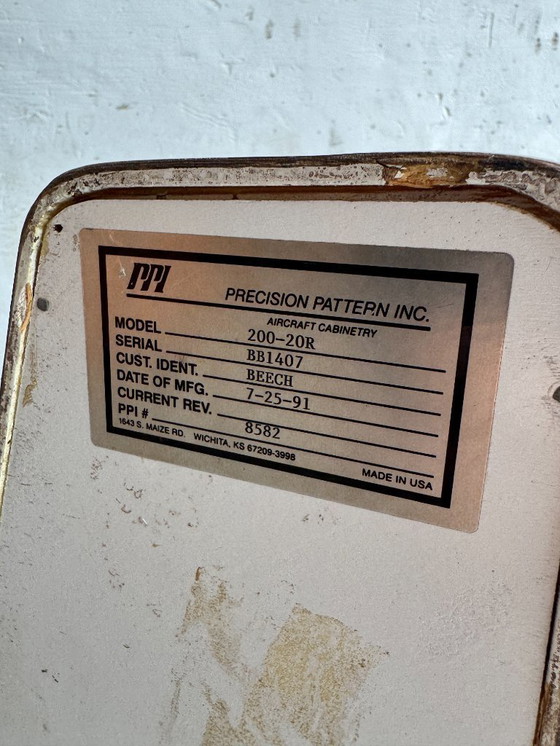 PPI
PRECISION PATTERN INC.
AIRCRAFT CABINETRY
MODEL 200-20R
SERIAL BB1407
CUST. IDENT. BEECH
DATE OF MFG. 7-25-91
CURRENT REV.
PPI # 8582
1643 S. MAIZE RD. WICHITA, KS 67209-3998
MADE IN USA